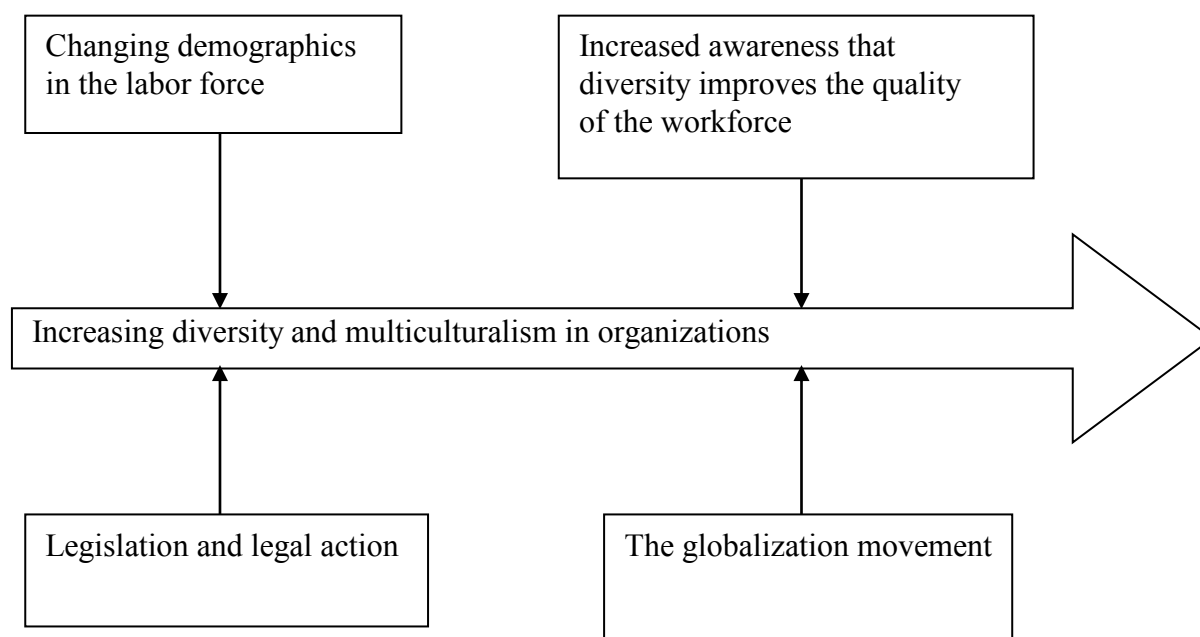 Changing demographics
in the labor force
Increased awareness that
diversity improves the quality
of the workforce
Increasing diversity and multiculturalism in organizations
Legislation and legal action
The globalization movement